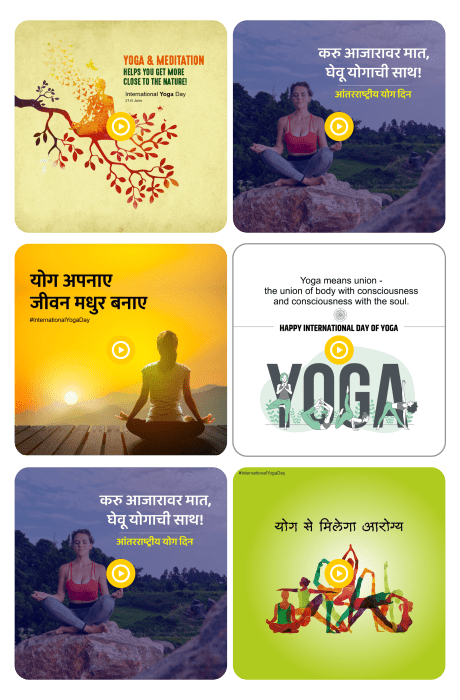 YOGA & MEDITATION
HELPS YOU GET MORE
CLOSE TO THE NATURE!
International Yoga Day
21st June
करु आजारावर मात,
घेवू योगाची साथ!
आंतरराष्ट्रीय योग दिन
योग अपनाए
जीवन मधुर बनाए
#InternationalYogaDay
Yoga means union -
the union of body with consciousness
and consciousness with the soul.
HAPPY INTERNATIONAL DAY OF YOGA
YOGA
करु आजारावर मात,
घेवू योगाची साथ!
आंतरराष्ट्रीय योग दिन
#InternationalYogaDay
योग से मिलेगा आरोग्य